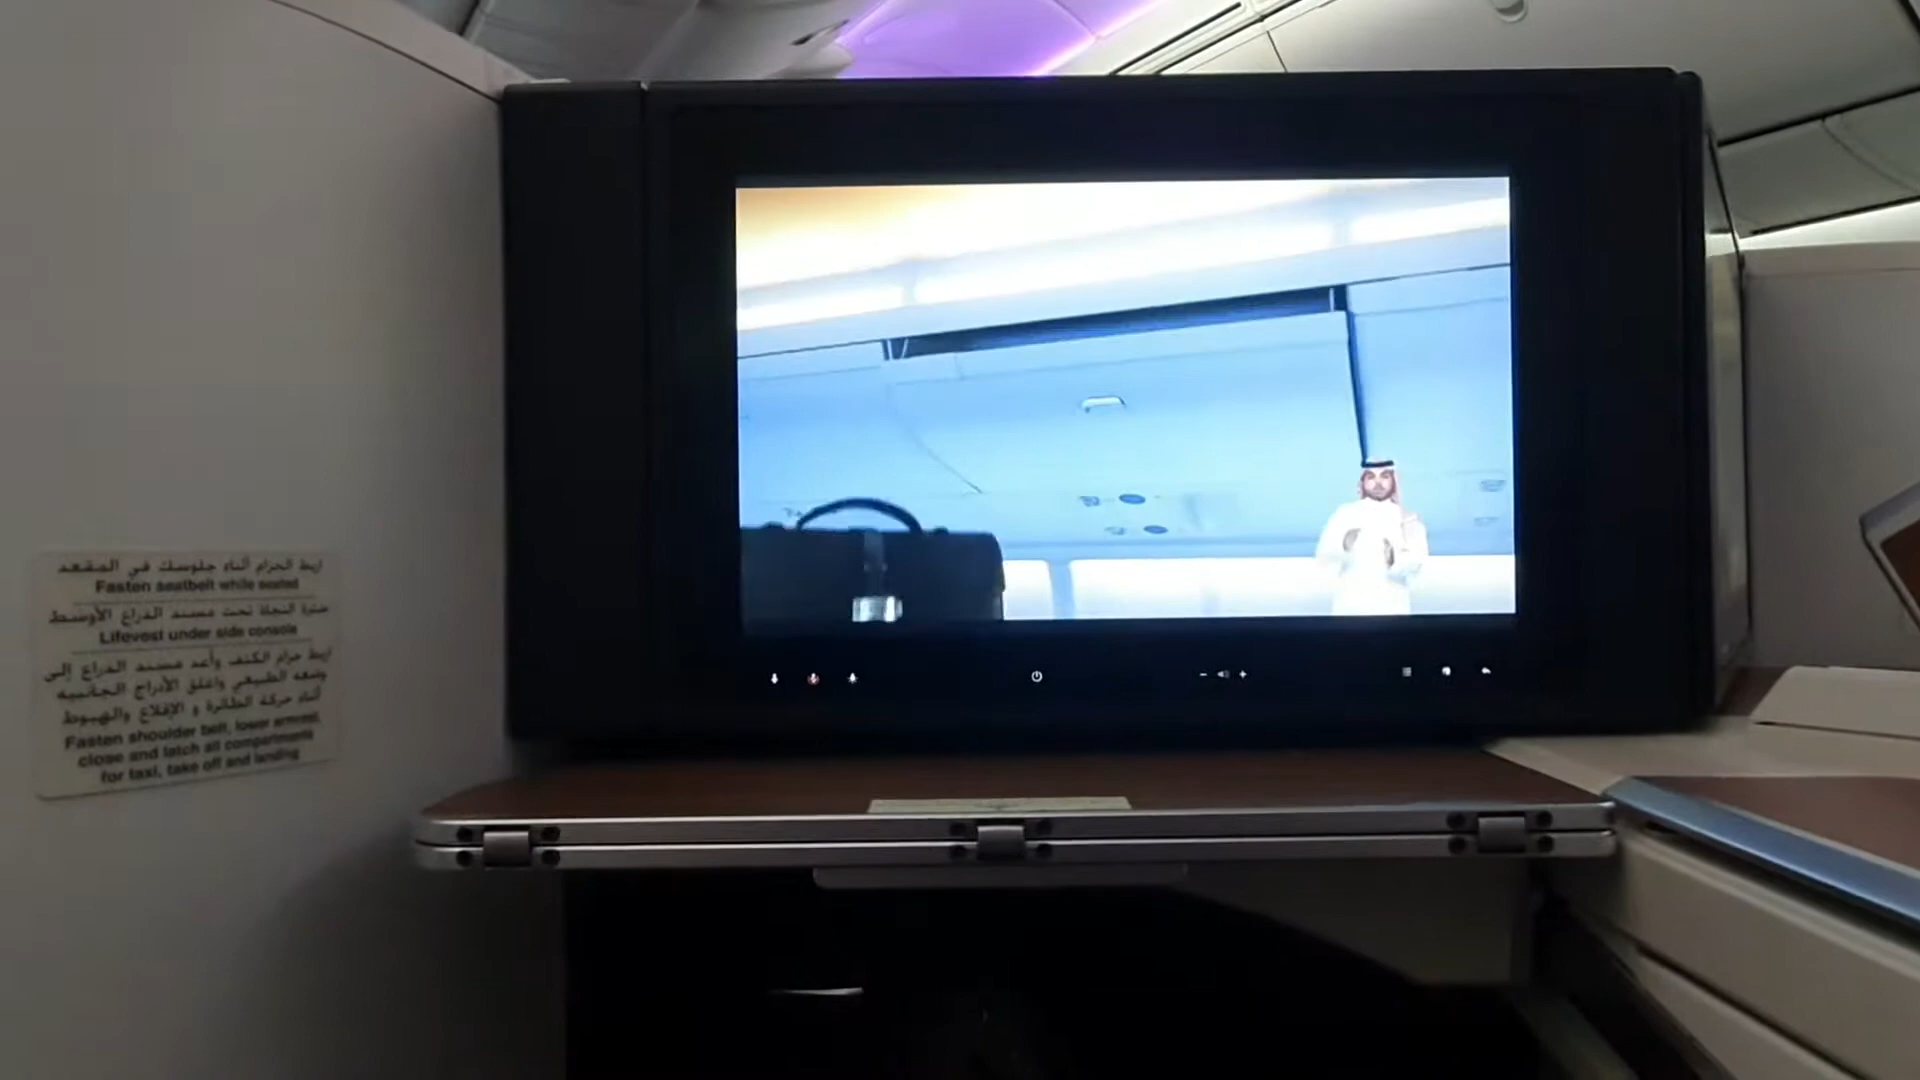 اربط الحزام أثناء جلوسك في المقعد
Fasten seatbelt while seated
سترة النجاة تحت مسند الذراع الأوسط
Lifevest under side console
اربط حزام الكتف وأعد مسند الذراع إلى
وضعه الطبيعي واغلق الأدراج الجانبيه
أثناء حركة الطائرة و الإقلاع والهبوط
Fasten shoulder belt, lower armrest,
close and latch all compartments
for taxi, take off and landing